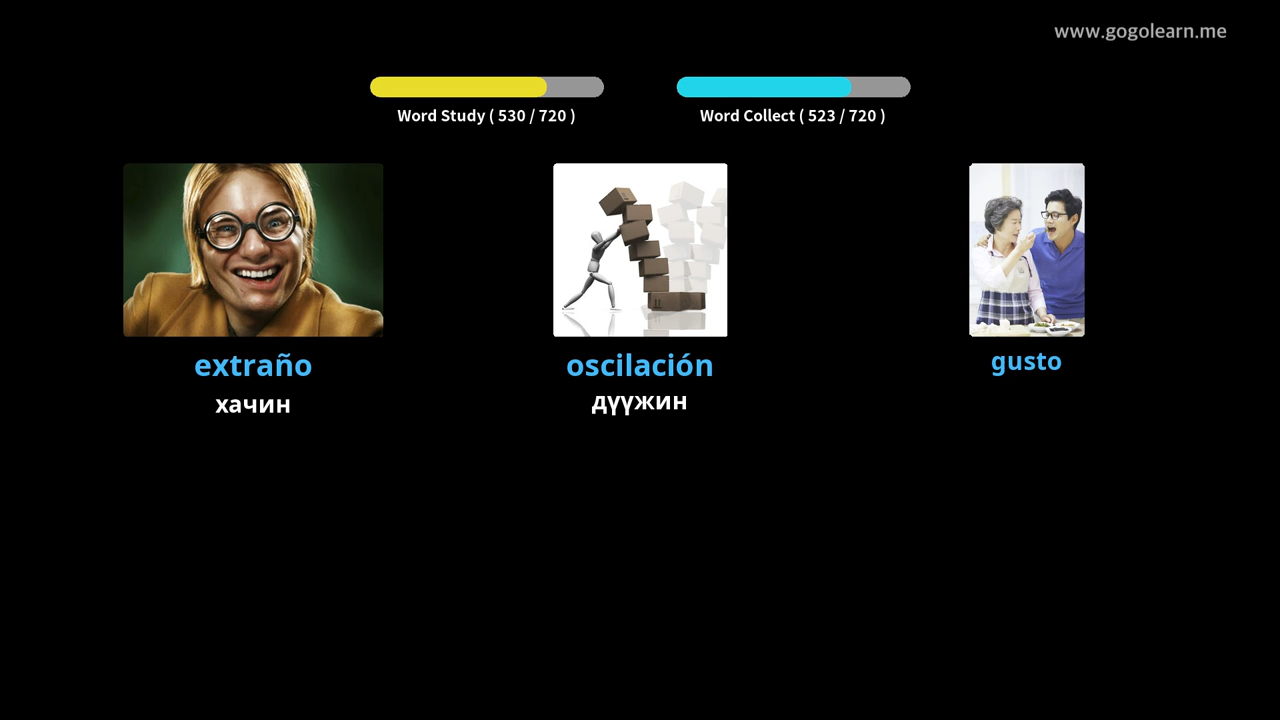 www.gogolearn.me
Word Study ( 530 / 720 )
Word Collect ( 523 / 720 )
extraño
хачин
oscilación
дүүжин
gusto